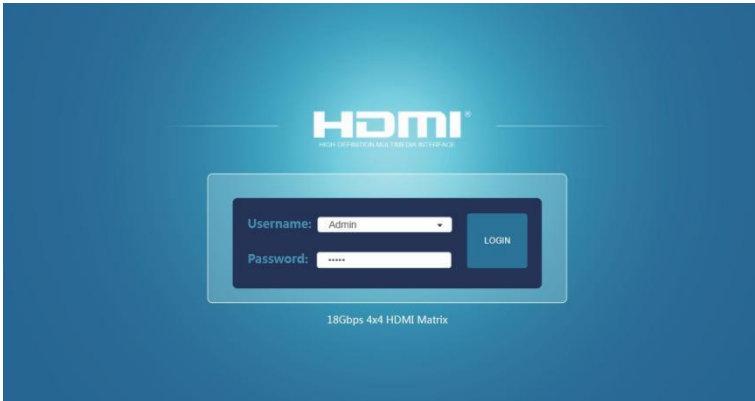 HDMI®
HIGH DEFINITION MULTIMEDIA INTERFACE
Username: Admin
LOGIN
Password: •••••
18Gbps 4x4 HDMI Matrix